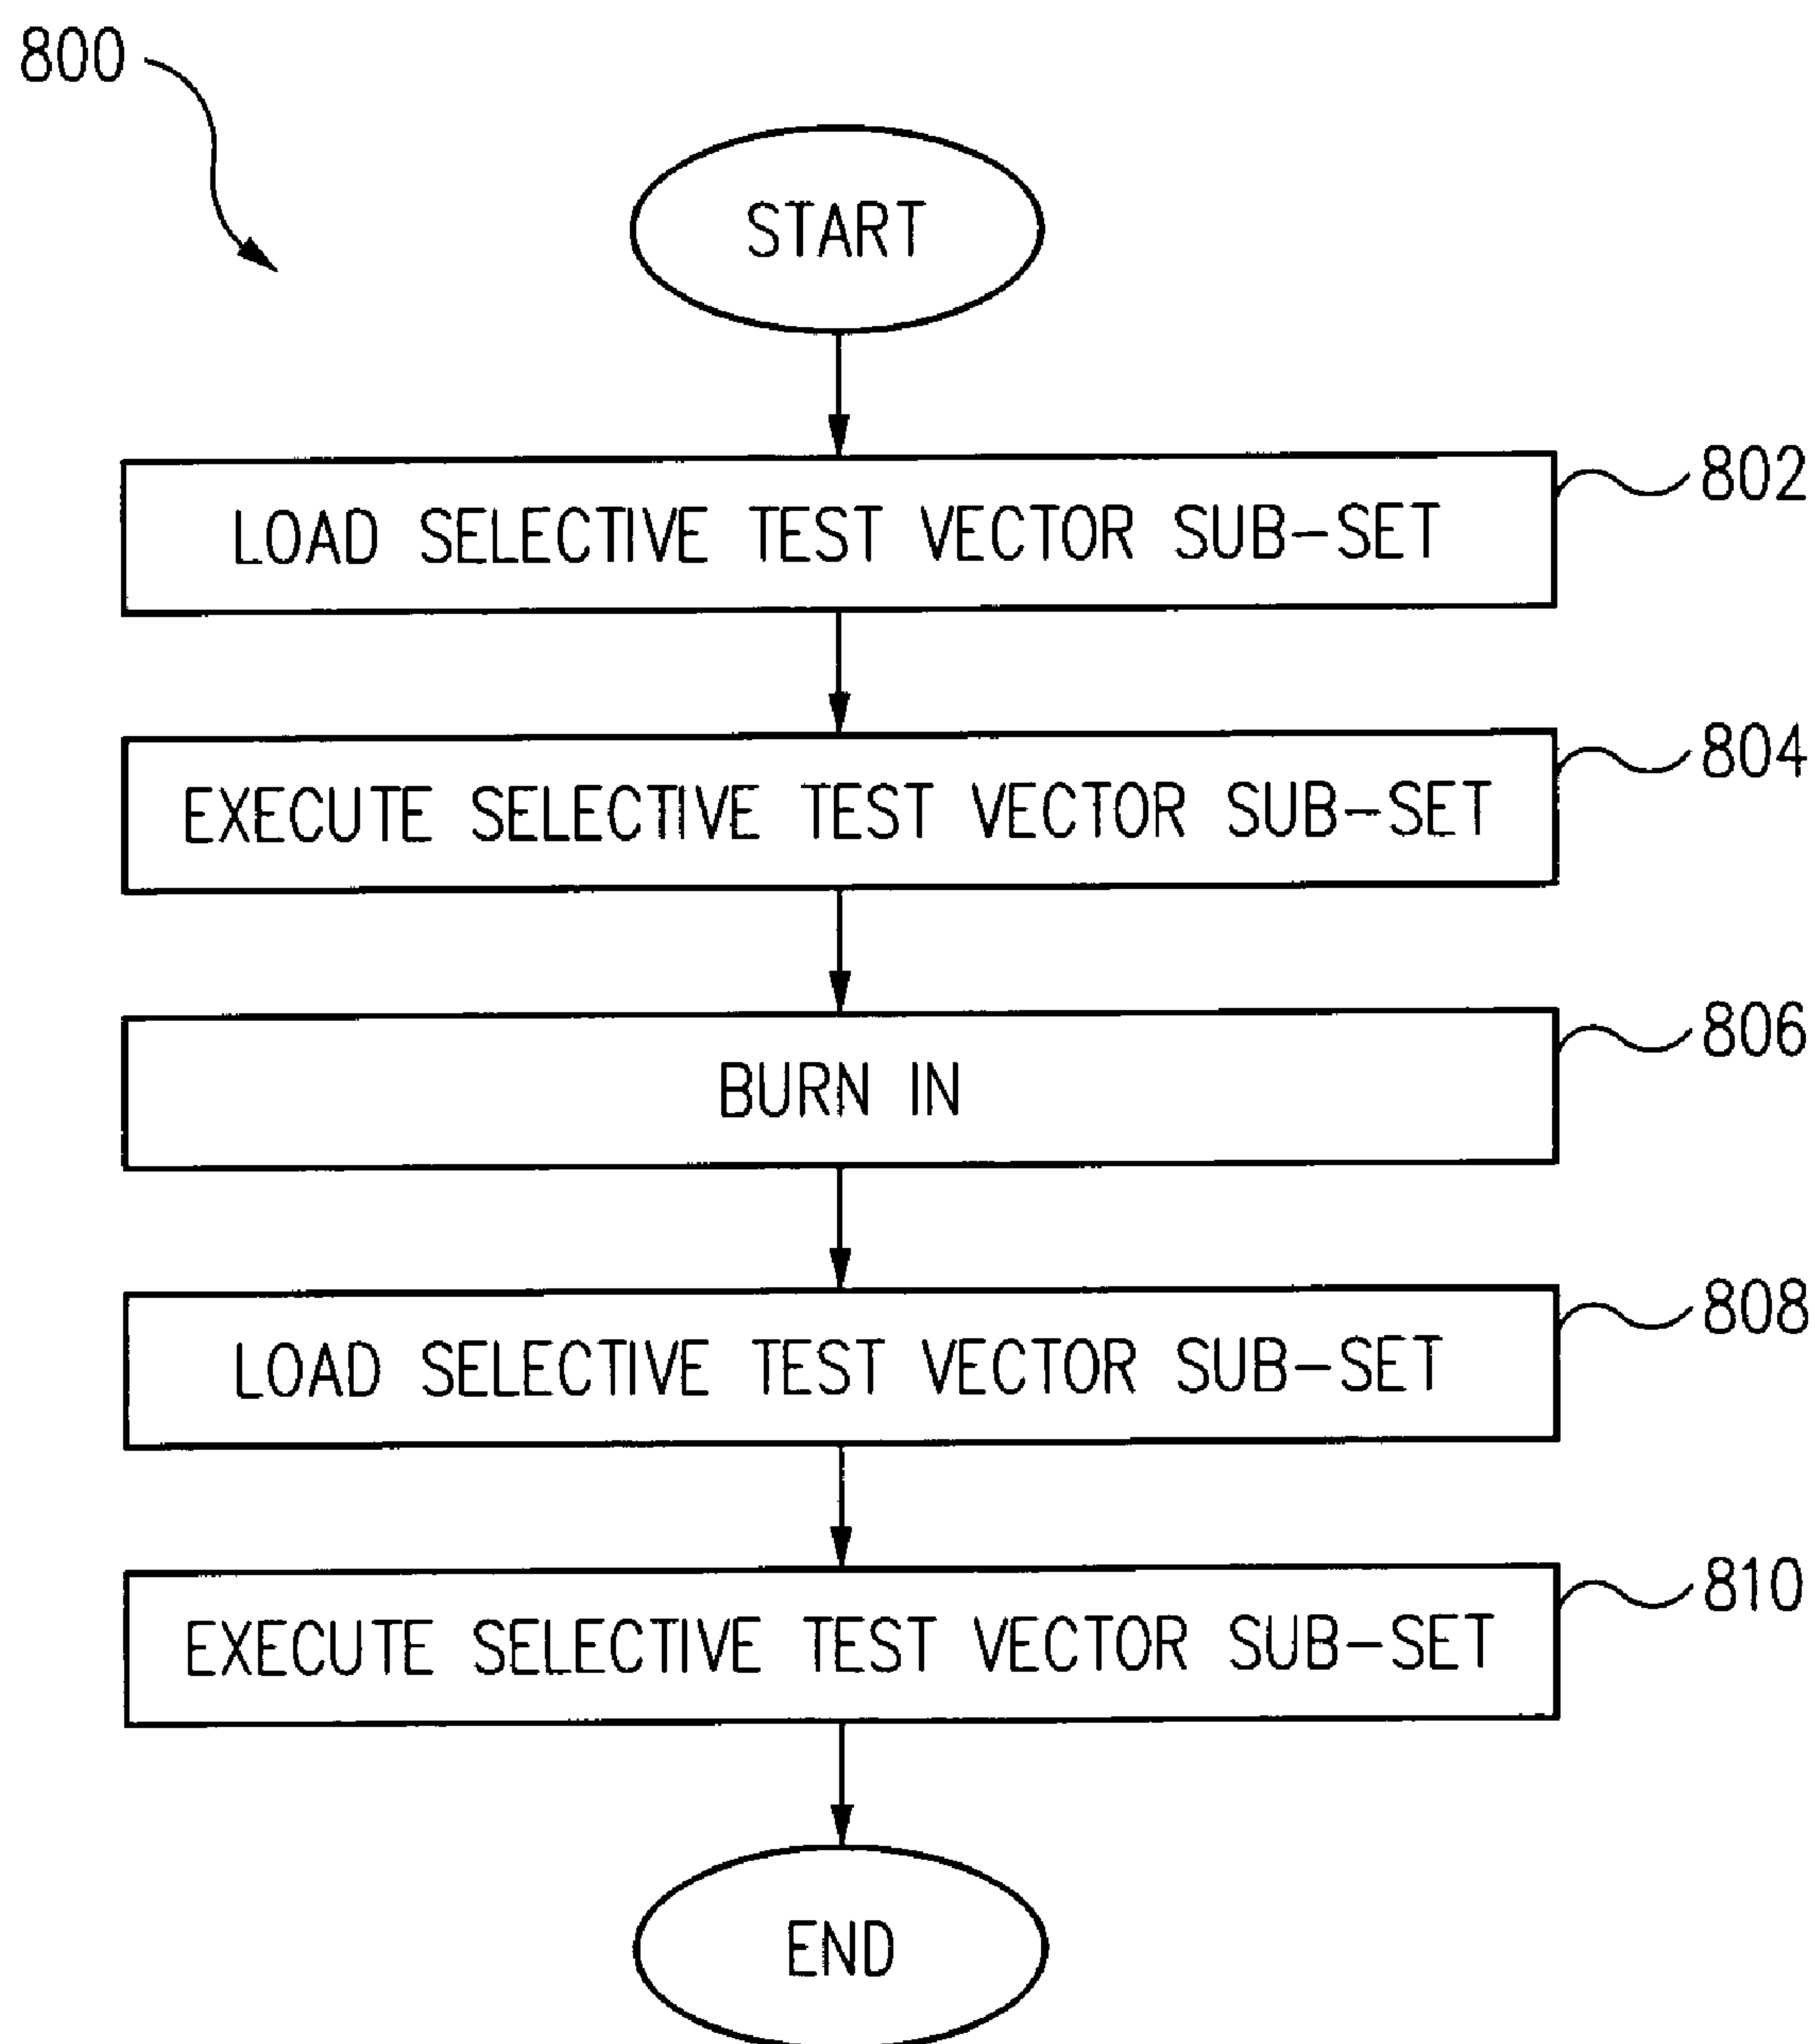 800
START
LOAD SELECTIVE TEST VECTOR SUB-SET
802
EXECUTE SELECTIVE TEST VECTOR SUB-SET
804
BURN IN
806
LOAD SELECTIVE TEST VECTOR SUB-SET
808
EXECUTE SELECTIVE TEST VECTOR SUB-SET
810
END